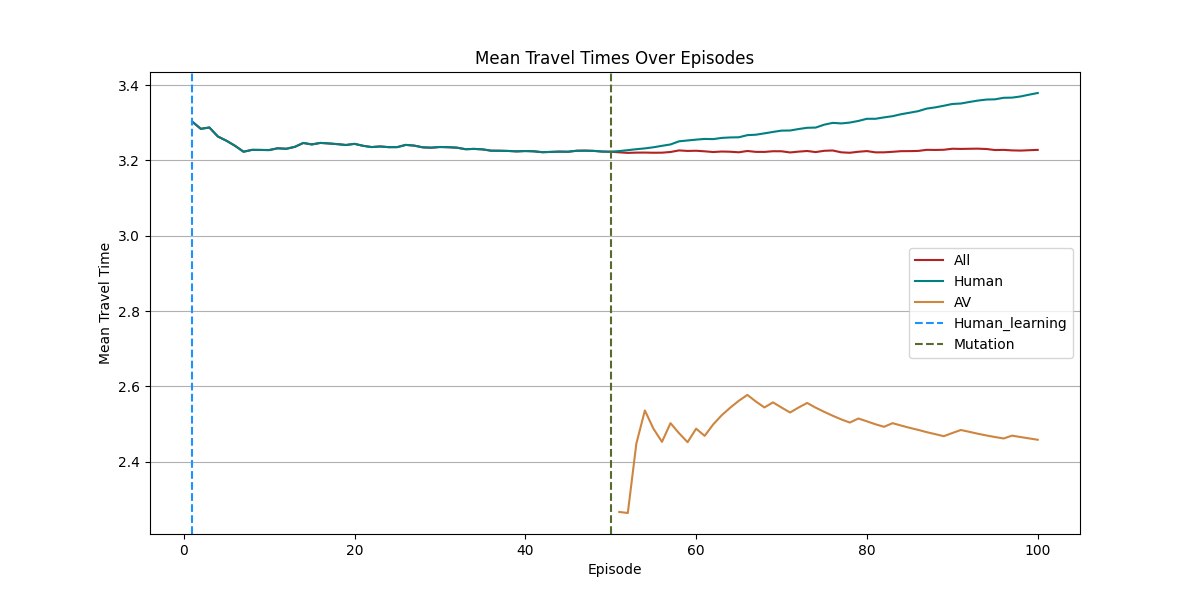 Mean Travel Times Over Episodes
Mean Travel Time
3.4
3.2
3.0
2.8
2.6
2.4
All
Human
AV
Human_learning
Mutation
0 20 40 60 80 100
Episode